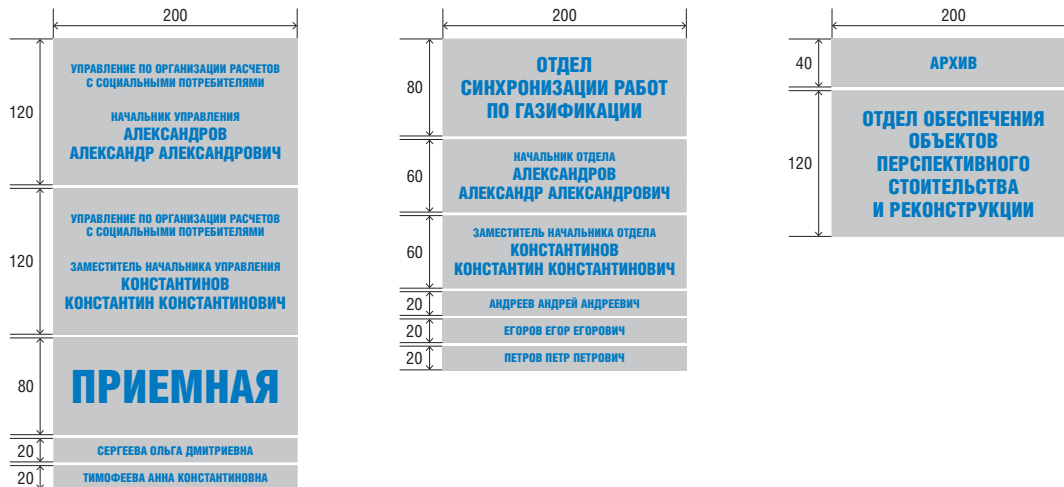 200
120
УПРАВЛЕНИЕ ПО ОРГАНИЗАЦИИ РАСЧЕТОВ
С СОЦИАЛЬНЫМИ ПОТРЕБИТЕЛЯМИ
НАЧАЛЬНИК УПРАВЛЕНИЯ
АЛЕКСАНДРОВ
АЛЕКСАНДР АЛЕКСАНДРОВИЧ
120
УПРАВЛЕНИЕ ПО ОРГАНИЗАЦИИ РАСЧЕТОВ
С СОЦИАЛЬНЫМИ ПОТРЕБИТЕЛЯМИ
ЗАМЕСТИТЕЛЬ НАЧАЛЬНИКА УПРАВЛЕНИЯ
КОНСТАНТИНОВ
КОНСТАНТИН КОНСТАНТИНОВИЧ
80
ПРИЕМНАЯ
20
СЕРГЕЕВА ОЛЬГА ДМИТРИЕВНА
20
ТИМОФЕЕВА АННА КОНСТАНТИНОВНА
200
80
ОТДЕЛ
СИНХРОНИЗАЦИИ РАБОТ
ПО ГАЗИФИКАЦИИ
60
НАЧАЛЬНИК ОТДЕЛА
АЛЕКСАНДРОВ
АЛЕКСАНДР АЛЕКСАНДРОВИЧ
60
ЗАМЕСТИТЕЛЬ НАЧАЛЬНИКА ОТДЕЛА
КОНСТАНТИНОВ
КОНСТАНТИН КОНСТАНТИНОВИЧ
20
АНДРЕЕВ АНДРЕЙ АНДРЕЕВИЧ
20
ЕГОРОВ ЕГОР ЕГОРОВИЧ
20
ПЕТРОВ ПЕТР ПЕТРОВИЧ
200
40
АРХИВ
120
ОТДЕЛ ОБЕСПЕЧЕНИЯ
ОБЪЕКТОВ
ПЕРСПЕКТИВНОГО
СТОИТЕЛЬСТВА
И РЕКОНСТРУКЦИИ